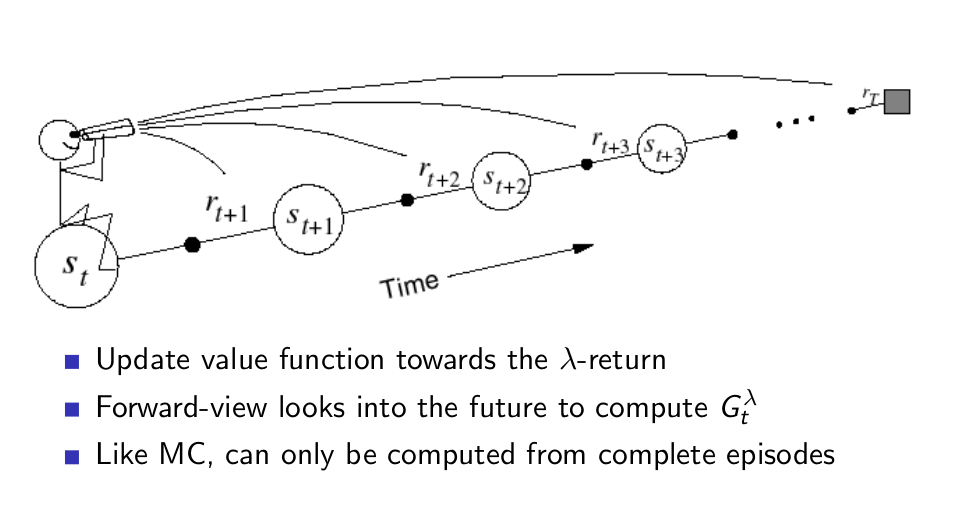 r_T
r_{t+3}
s_{t+3}
r_{t+2}
s_{t+2}
r_{t+1}
s_{t+1}
s_t
Time
Update value function towards the λ-return
Forward-view looks into the future to compute G_t^λ
Like MC, can only be computed from complete episodes